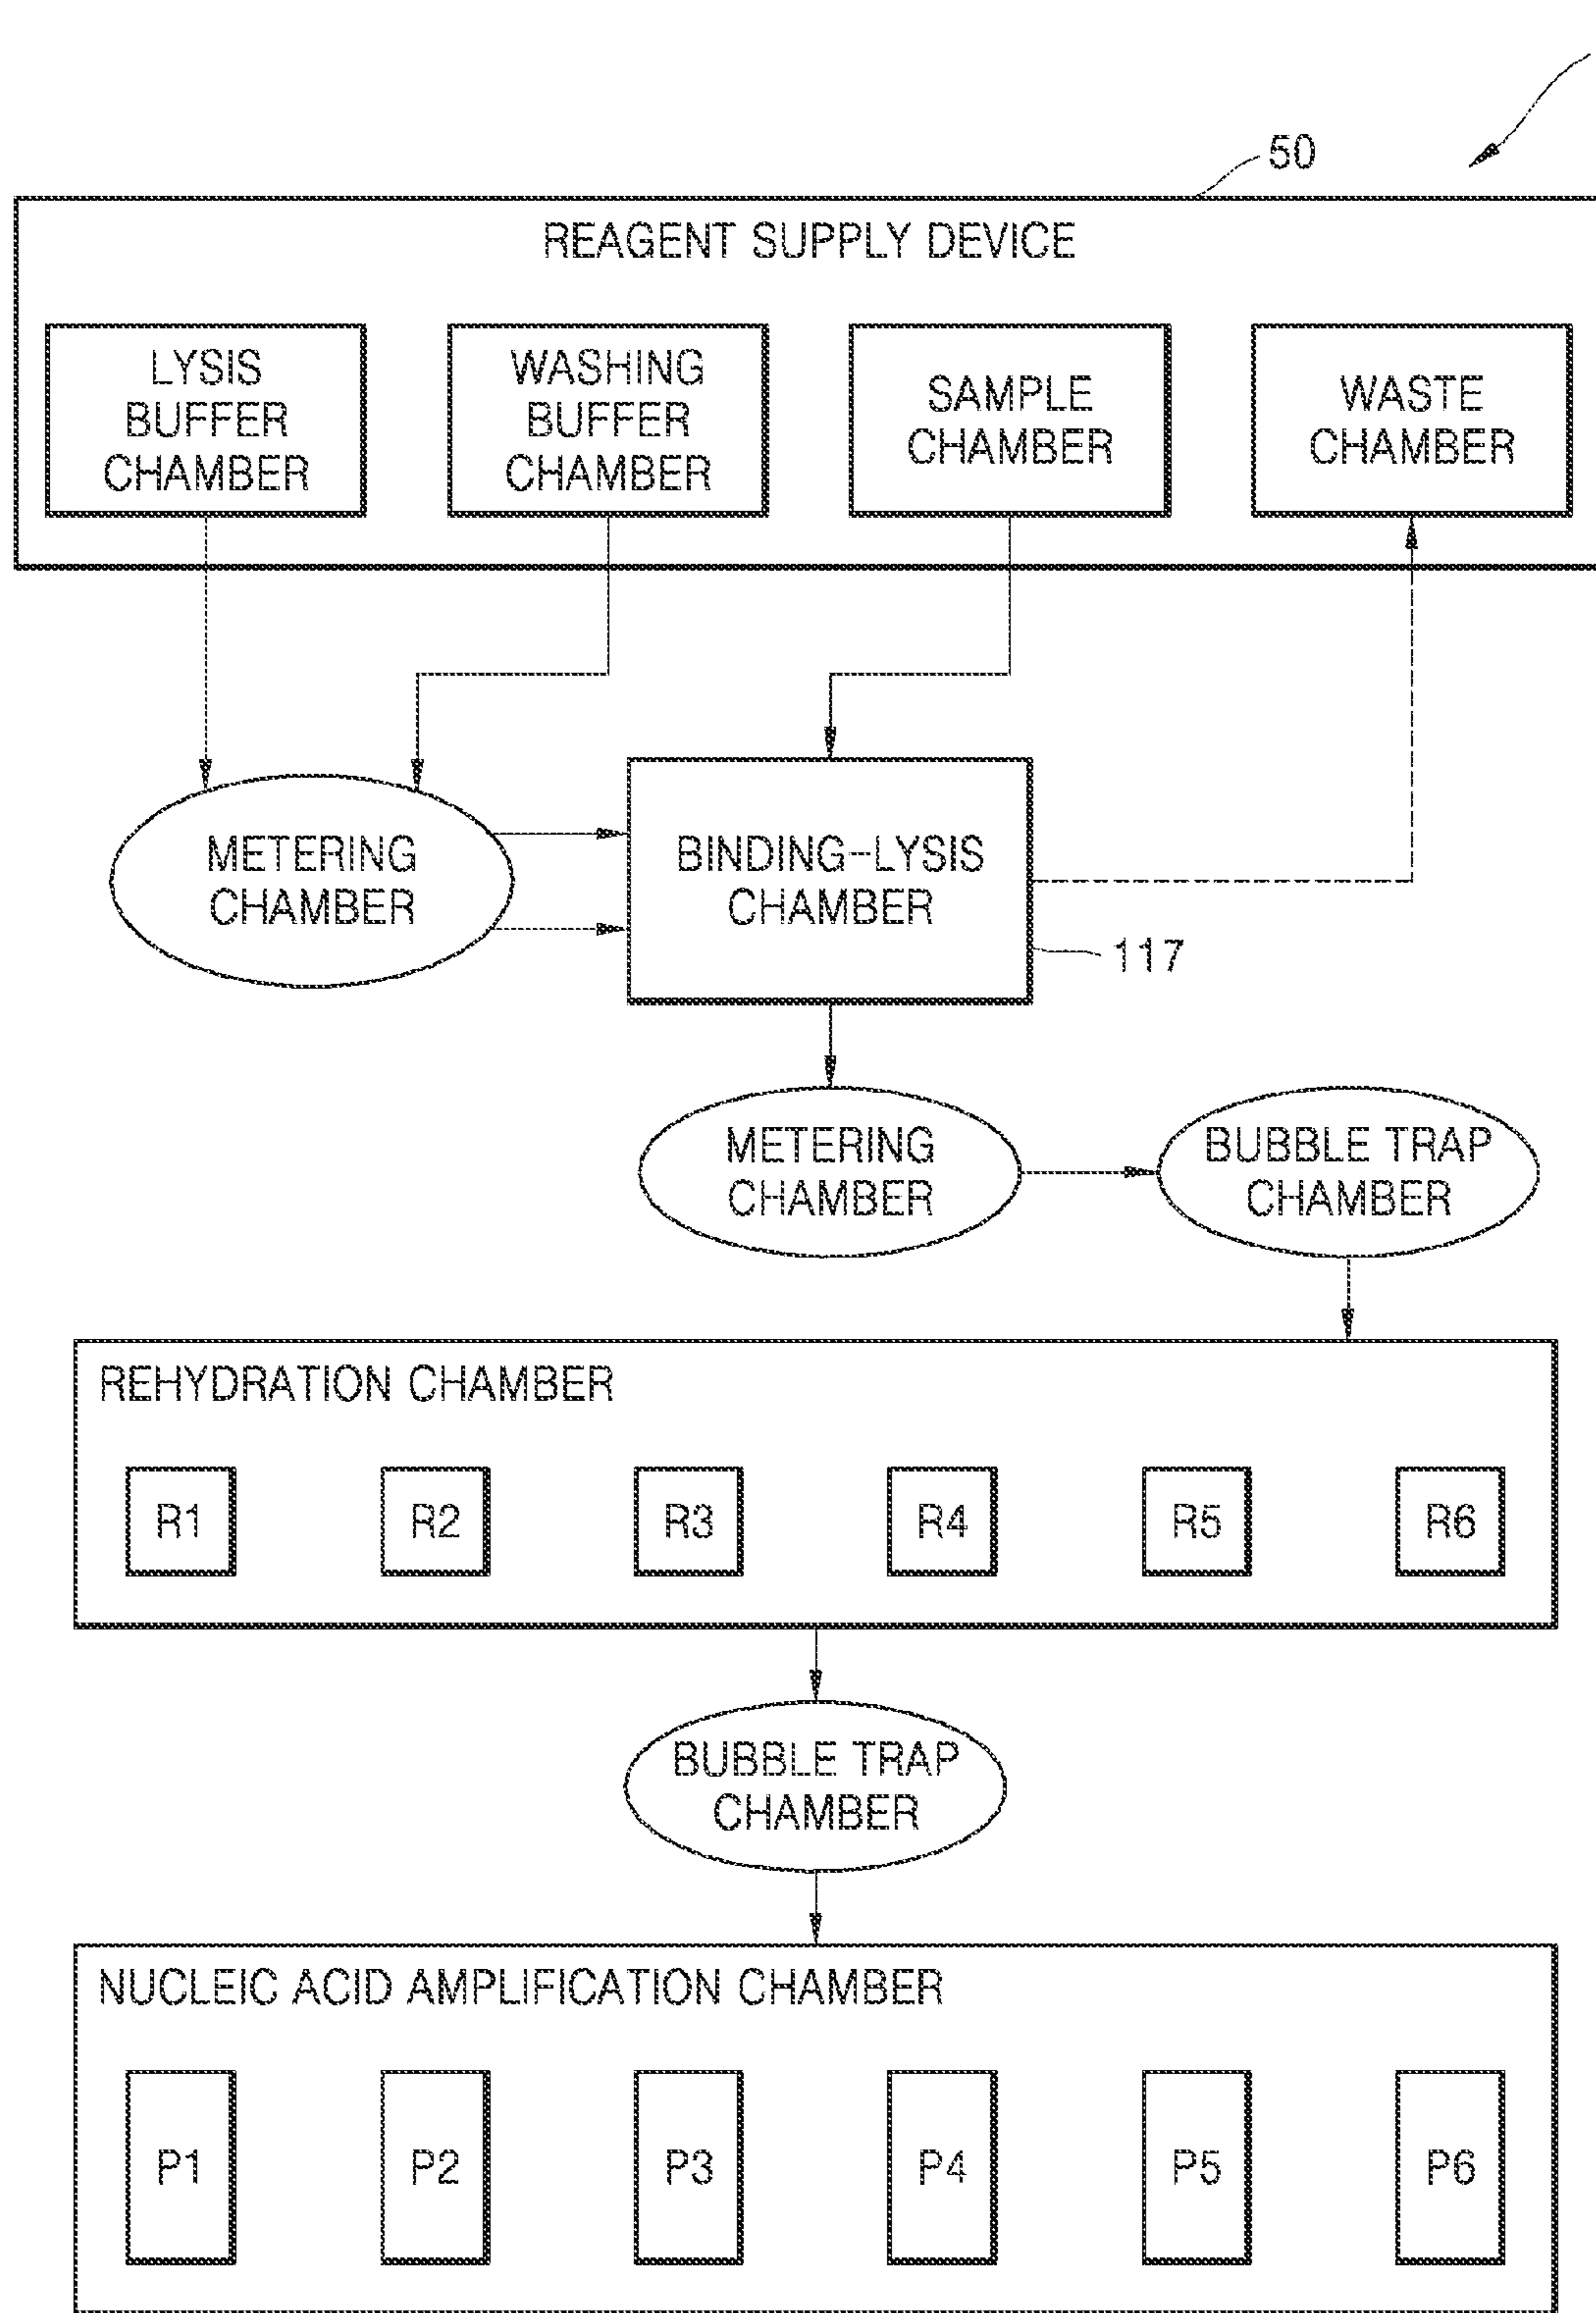 50
REAGENT SUPPLY DEVICE
LYSIS
BUFFER
CHAMBER
WASHING
BUFFER
CHAMBER
SAMPLE
CHAMBER
WASTE
CHAMBER
METERING
CHAMBER
BINDING-LYSIS
CHAMBER
117
METERING
CHAMBER
BUBBLE TRAP
CHAMBER
REHYDRATION CHAMBER
R1
R2
R3
R4
R5
R6
BUBBLE TRAP
CHAMBER
NUCLEIC ACID AMPLIFICATION CHAMBER
P1
P2
P3
P4
P5
P6